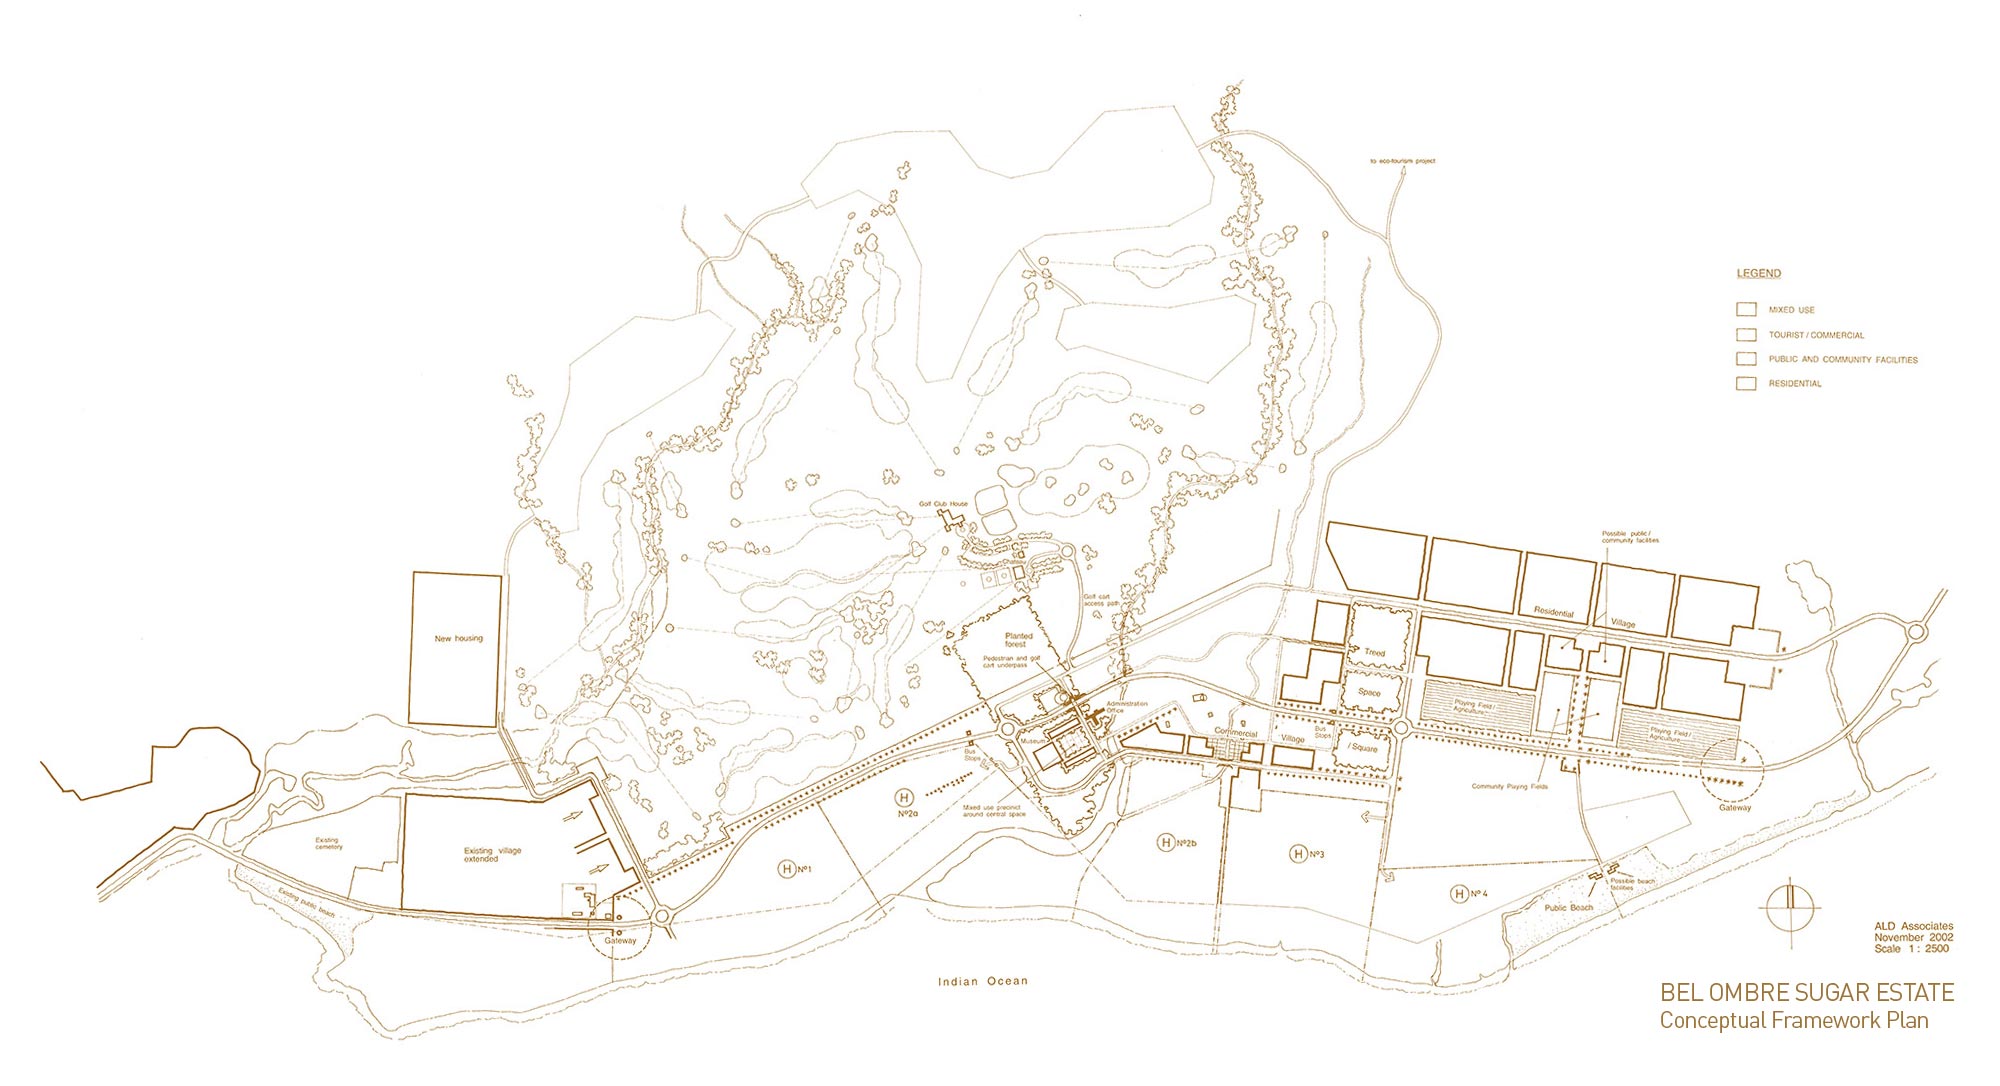 to eco-tourism project
LEGEND
MIXED USE
TOURIST / COMMERCIAL
PUBLIC AND COMMUNITY FACILITIES
RESIDENTIAL
Golf Club House
Possible public /
community facilities
Golf cart
access path
New housing
Planted
forest
Pedestrian and golf
cart underpass
Residential
Village
Treed
Space
/ Square
Administration
Office
Museum
Commercial
Village
Bus
Stops
Bus
Stops
Playing Field /
Agriculture
Playing Field /
Agriculture
Community Playing Fields
Gateway
Mixed use precinct
around central space
H
Nº2a
Existing
cemetery
Existing village
extended
H Nº1
H Nº2b
H Nº3
H Nº 4
Existing public beach
Possible beach
facilities
Public Beach
Gateway
Indian Ocean
ALD Associates
November 2002
Scale 1 : 2500
BEL OMBRE SUGAR ESTATE
Conceptual Framework Plan